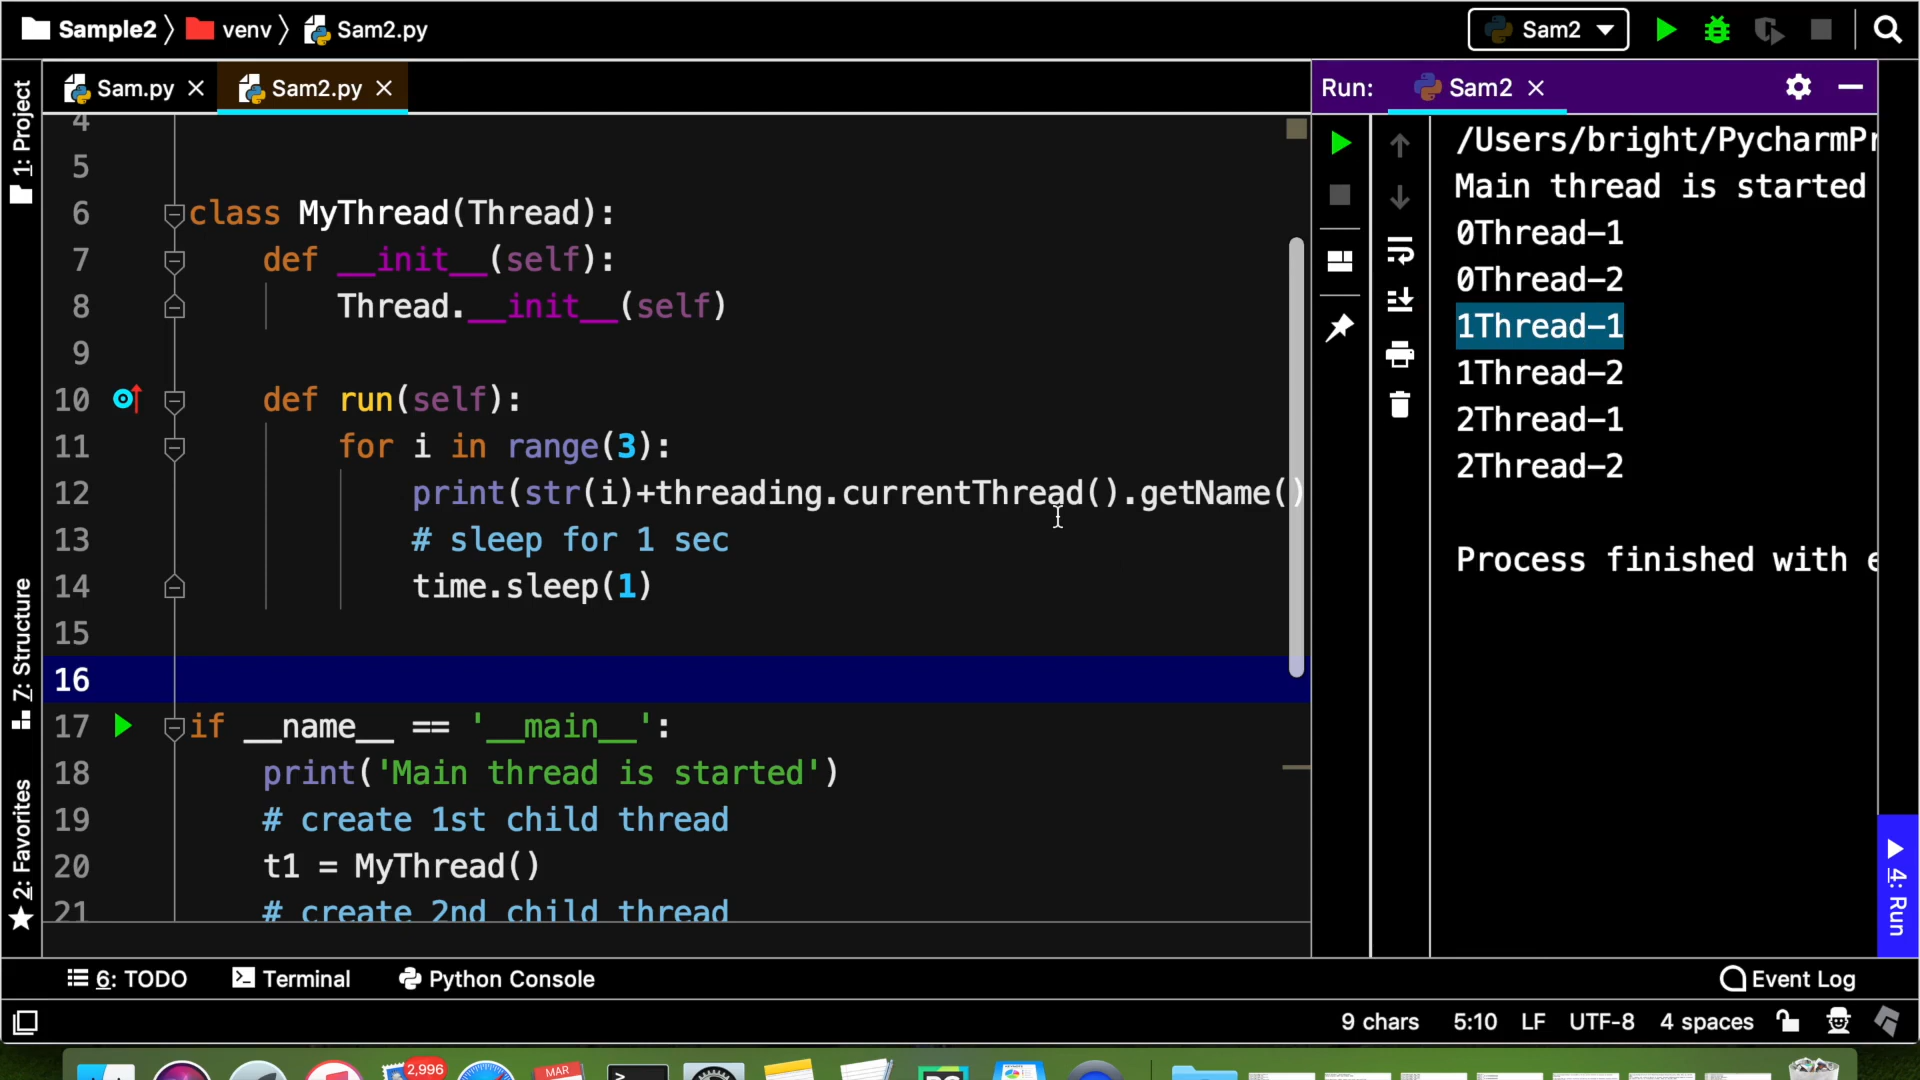 Sample2 venv Sam2.py
Sam2
Sam.py Sam2.py
Run: Sam2
1: Project
Z: Structure
2: Favorites
4
5
6 class MyThread(Thread):
7 def __init__(self):
8 Thread.__init__(self)
9
10 def run(self):
11 for i in range(3):
12 print(str(i)+threading.currentThread().getName()
13 # sleep for 1 sec
14 time.sleep(1)
15
16
17 if __name__ == '__main__':
18 print('Main thread is started')
19 # create 1st child thread
20 t1 = MyThread()
21 # create 2nd child thread
/Users/bright/PycharmPr
Main thread is started
0Thread-1
0Thread-2
1Thread-1
1Thread-2
2Thread-1
2Thread-2
Process finished with e
4: Run
6: TODO Terminal Python Console
Event Log
9 chars 5:10 LF UTF-8 4 spaces
2,996
MAR